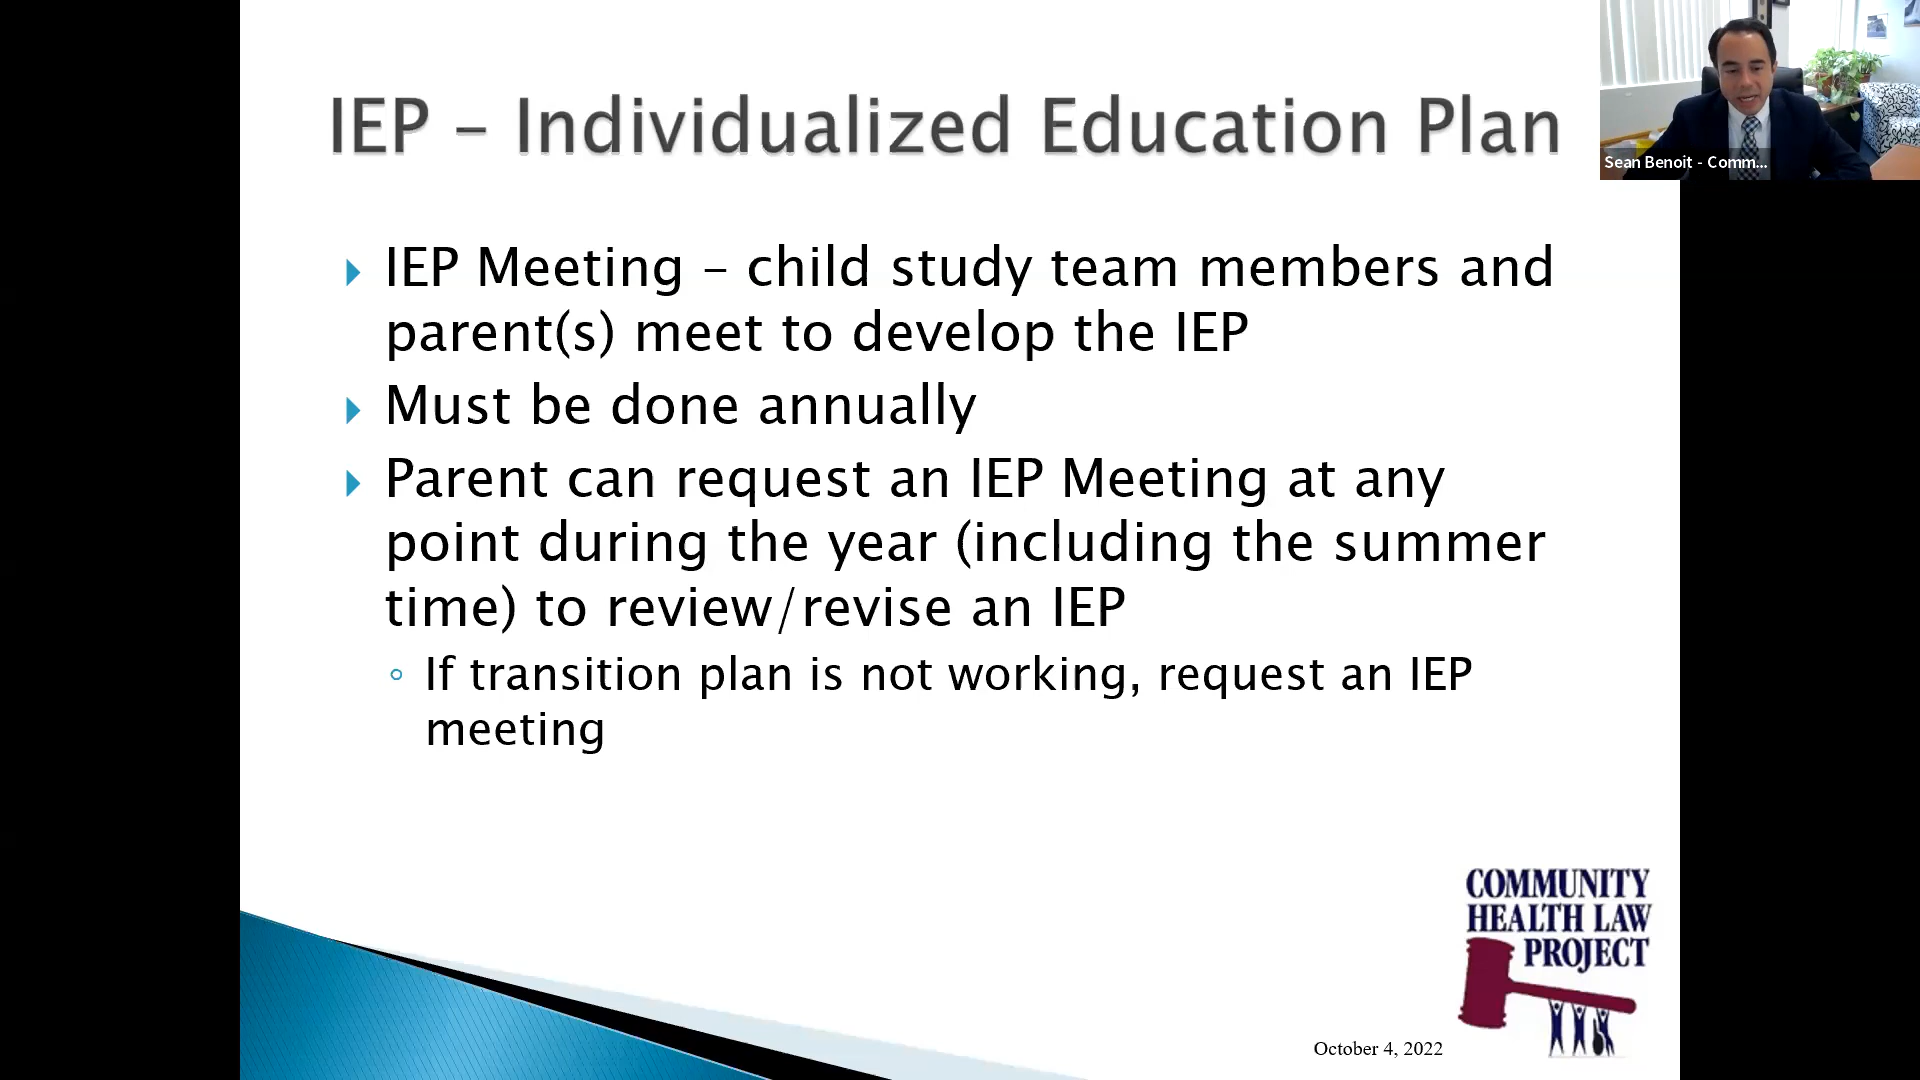 IEP – Individualized Education Plan
Sean Benoit - Comm...
IEP Meeting – child study team members and
parent(s) meet to develop the IEP
Must be done annually
Parent can request an IEP Meeting at any
point during the year (including the summer
time) to review/revise an IEP
If transition plan is not working, request an IEP
meeting
COMMUNITY
HEALTH LAW
PROJECT
October 4, 2022